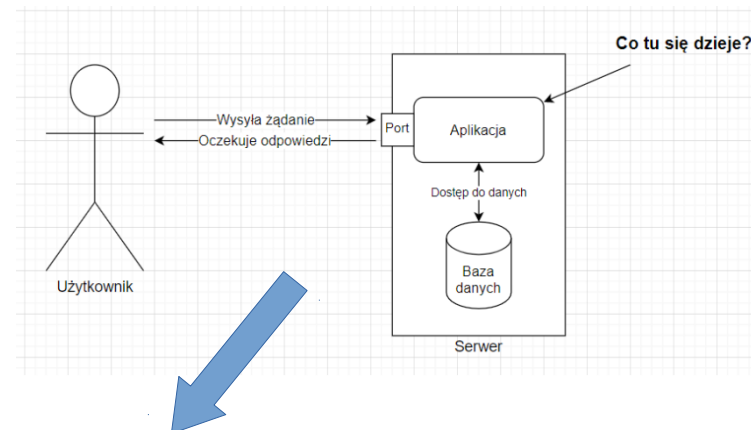 Co tu się dzieje?
Wysyła żądanie
Oczekuje odpowiedzi
Port
Aplikacja
Dostęp do danych
Baza
danych
Użytkownik
Serwer